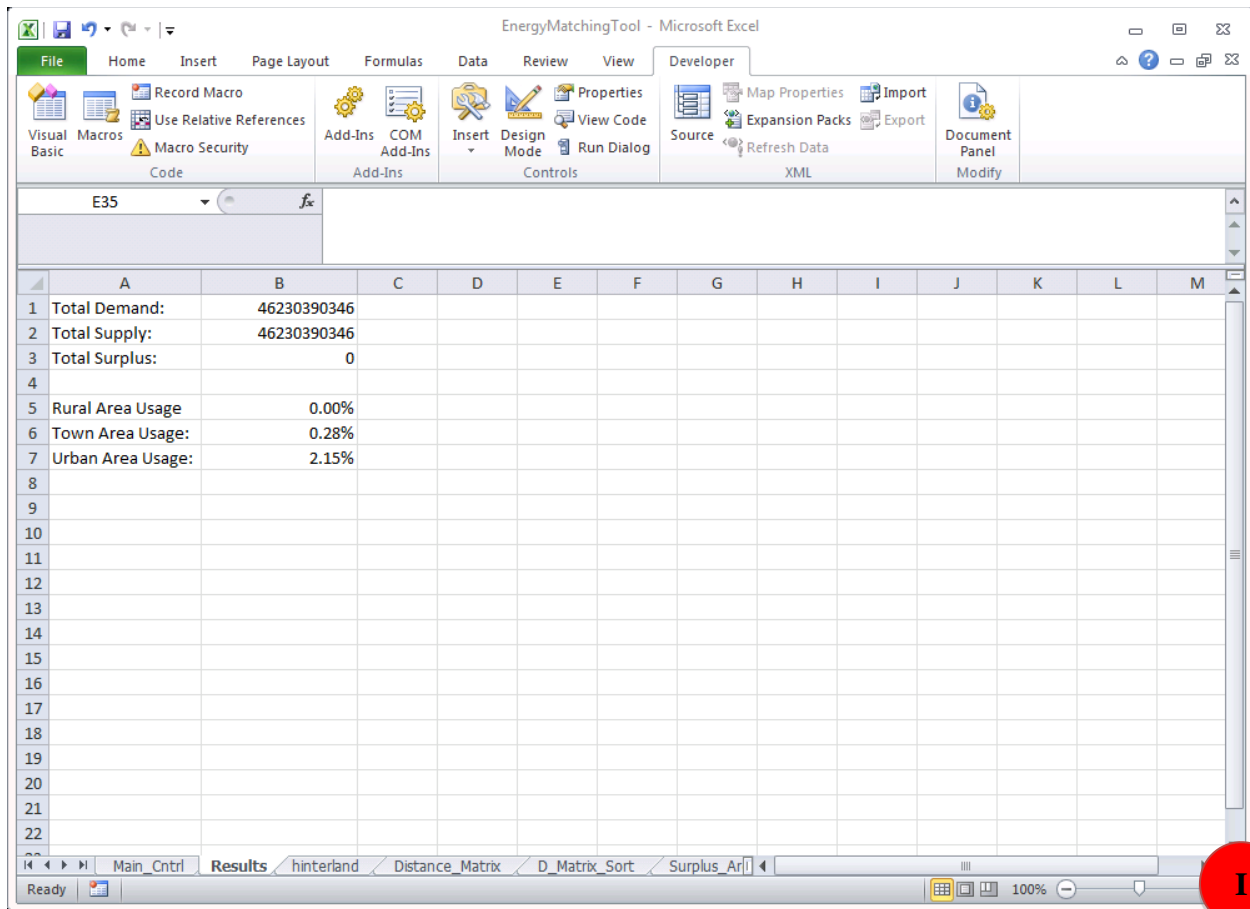 EnergyMatchingTool - Microsoft Excel
File Home Insert Page Layout Formulas Data Review View Developer
Visual Basic
Macros
Record Macro
Use Relative References
Macro Security
Code
Add-Ins
COM Add-Ins
Add-Ins
Insert
Design Mode
Properties
View Code
Run Dialog
Controls
Source
Map Properties
Expansion Packs
Refresh Data
Import
Export
XML
Document Panel
Modify
E35 fx
A B C D E F G H I J K L M
1 Total Demand: 46230390346
2 Total Supply: 46230390346
3 Total Surplus: 0
4
5 Rural Area Usage 0.00%
6 Town Area Usage: 0.28%
7 Urban Area Usage: 2.15%
8
9
10
11
12
13
14
15
16
17
18
19
20
21
22
Main_Cntrl Results hinterland Distance_Matrix D_Matrix_Sort Surplus_Ar
Ready 100%
I